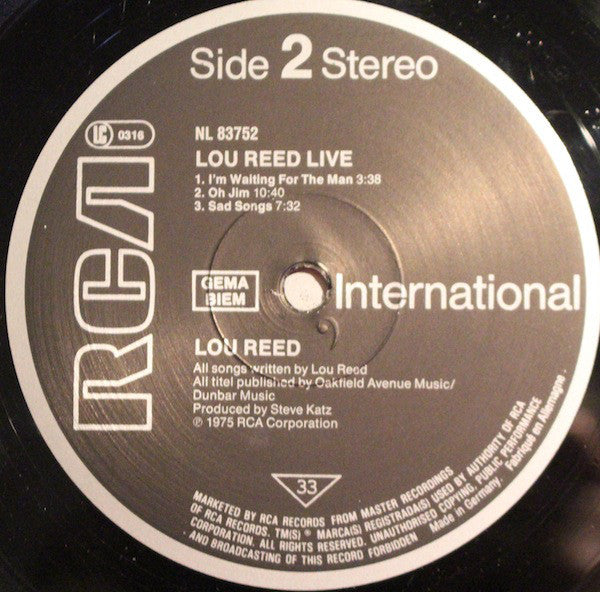 Side 2 Stereo
RCA
LC 0316
NL 83752
LOU REED LIVE
1. I'm Waiting For The Man 3:38
2. Oh Jim 10:40
3. Sad Songs 7:32
GEMA
BIEM
International
LOU REED
All songs written by Lou Reed
All titel published by Oakfield Avenue Music/
Dunbar Music
Produced by Steve Katz
℗ 1975 RCA Corporation
33
MARKETED BY RCA RECORDS FROM MASTER RECORDINGS
OF RCA RECORDS. TM(S) ® MARCA(S) REGISTRADA(S) USED BY AUTHORITY OF RCA
CORPORATION. ALL RIGHTS RESERVED. UNAUTHORISED COPYING, PUBLIC PERFORMANCE
AND BROADCASTING OF THIS RECORD FORBIDDEN
Made in Germany.
Fabriqué en Allemagne.